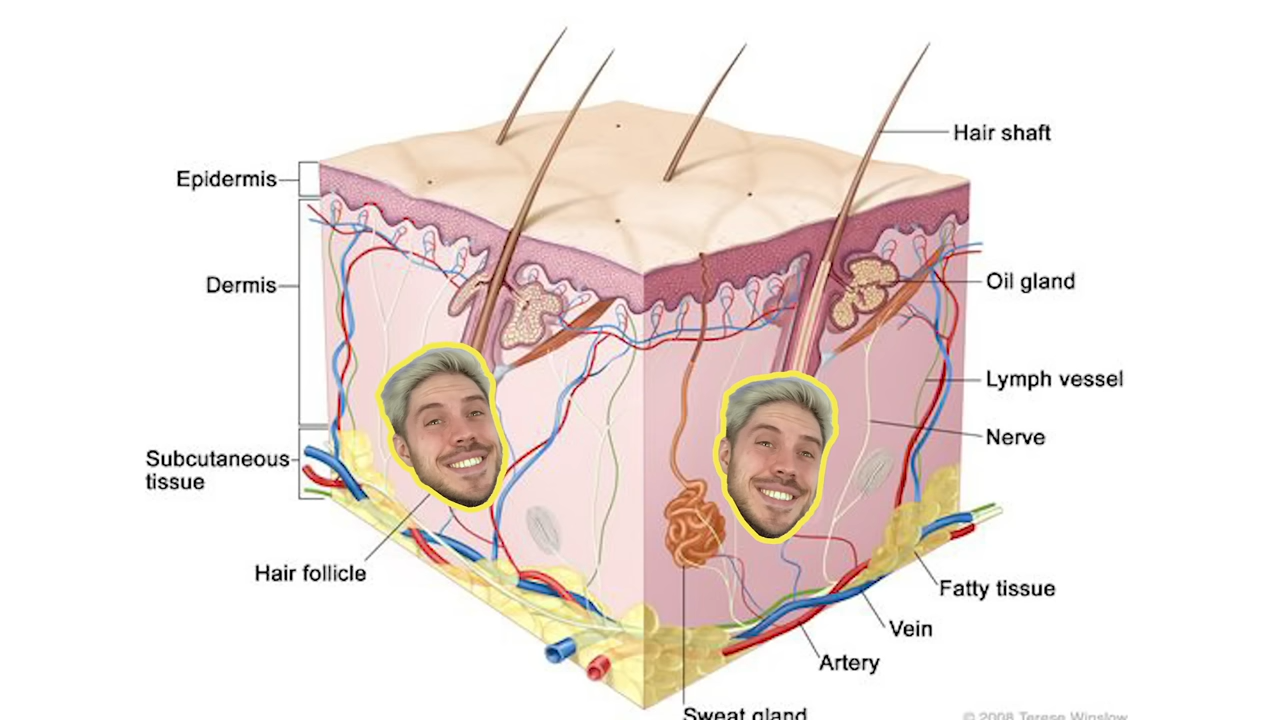 Hair shaft
Epidermis
Oil gland
Dermis
Lymph vessel
Nerve
Subcutaneous
tissue
Hair follicle
Fatty tissue
Vein
Artery
Sweat gland
© 2008 Terese Winslow